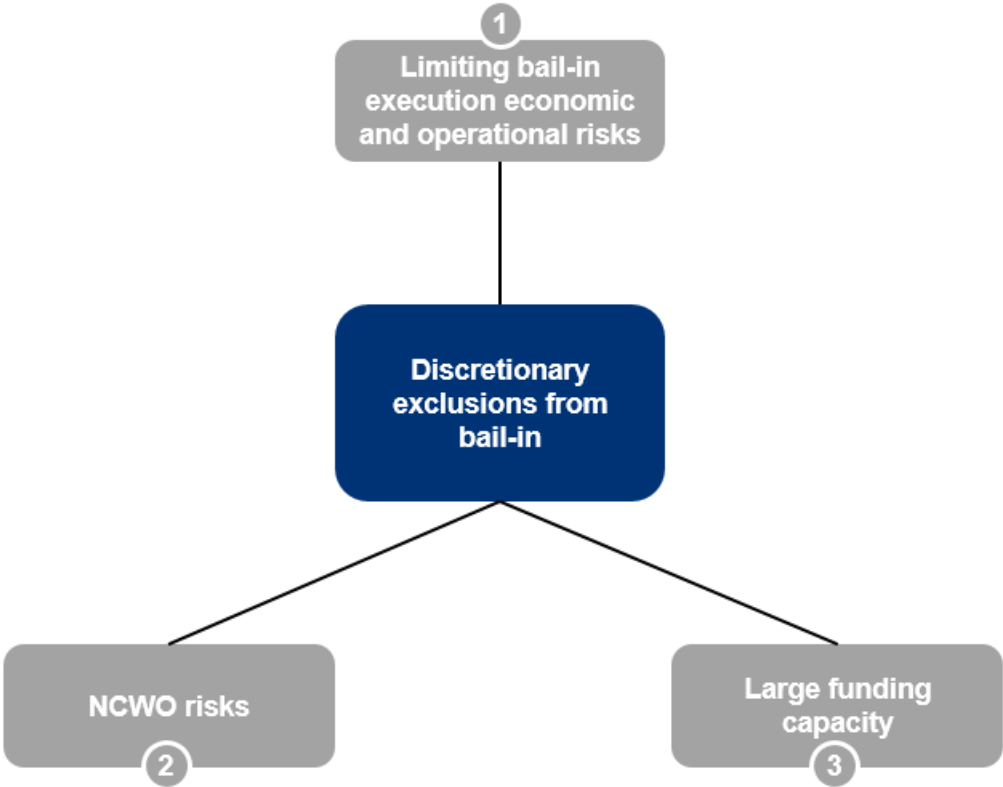 1
Limiting bail-in
execution economic
and operational risks
Discretionary
exclusions from
bail-in
NCWO risks
2
Large funding
capacity
3